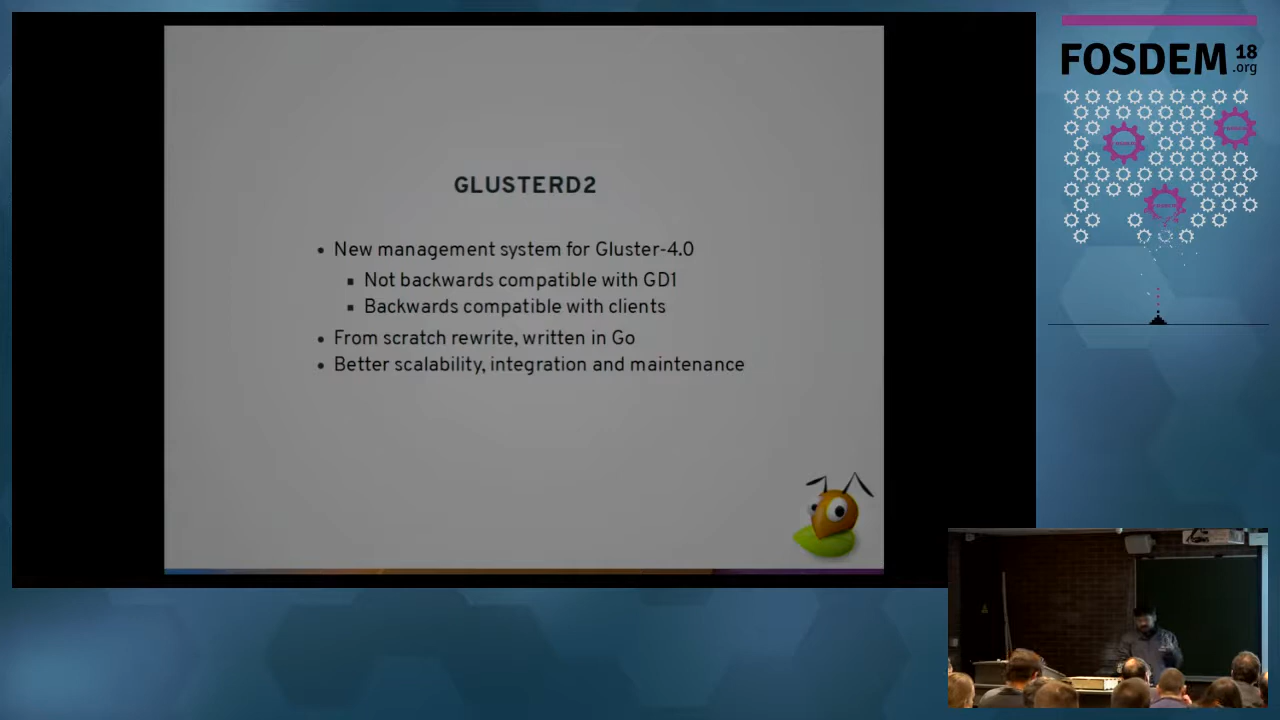 GLUSTERD2
• New management system for Gluster-4.0
▪ Not backwards compatible with GD1
▪ Backwards compatible with clients
• From scratch rewrite, written in Go
• Better scalability, integration and maintenance
FOSDEM 18
.org